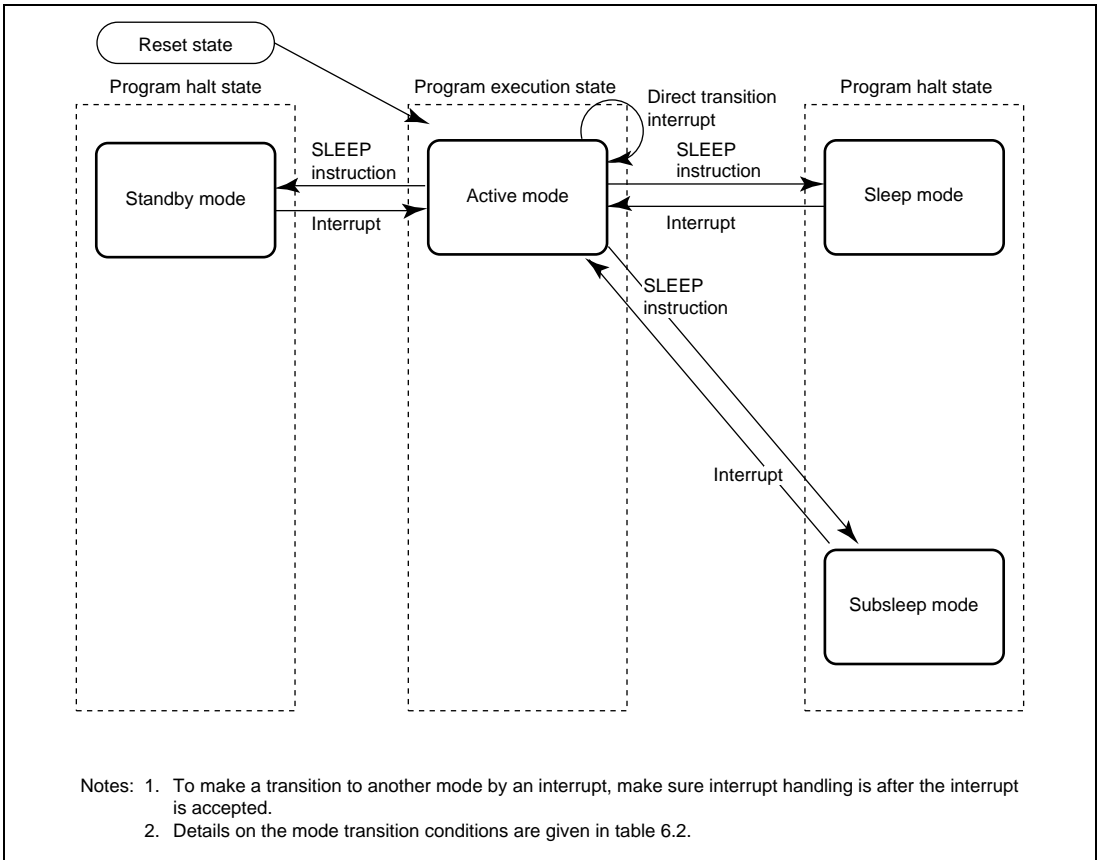 Reset state
Program halt state
Program execution state
Program halt state
Direct transition
interrupt
SLEEP
instruction
SLEEP
instruction
Standby mode
Active mode
Sleep mode
Interrupt
Interrupt
SLEEP
instruction
Interrupt
Subsleep mode
Notes: 1. To make a transition to another mode by an interrupt, make sure interrupt handling is after the interrupt
is accepted.
2. Details on the mode transition conditions are given in table 6.2.